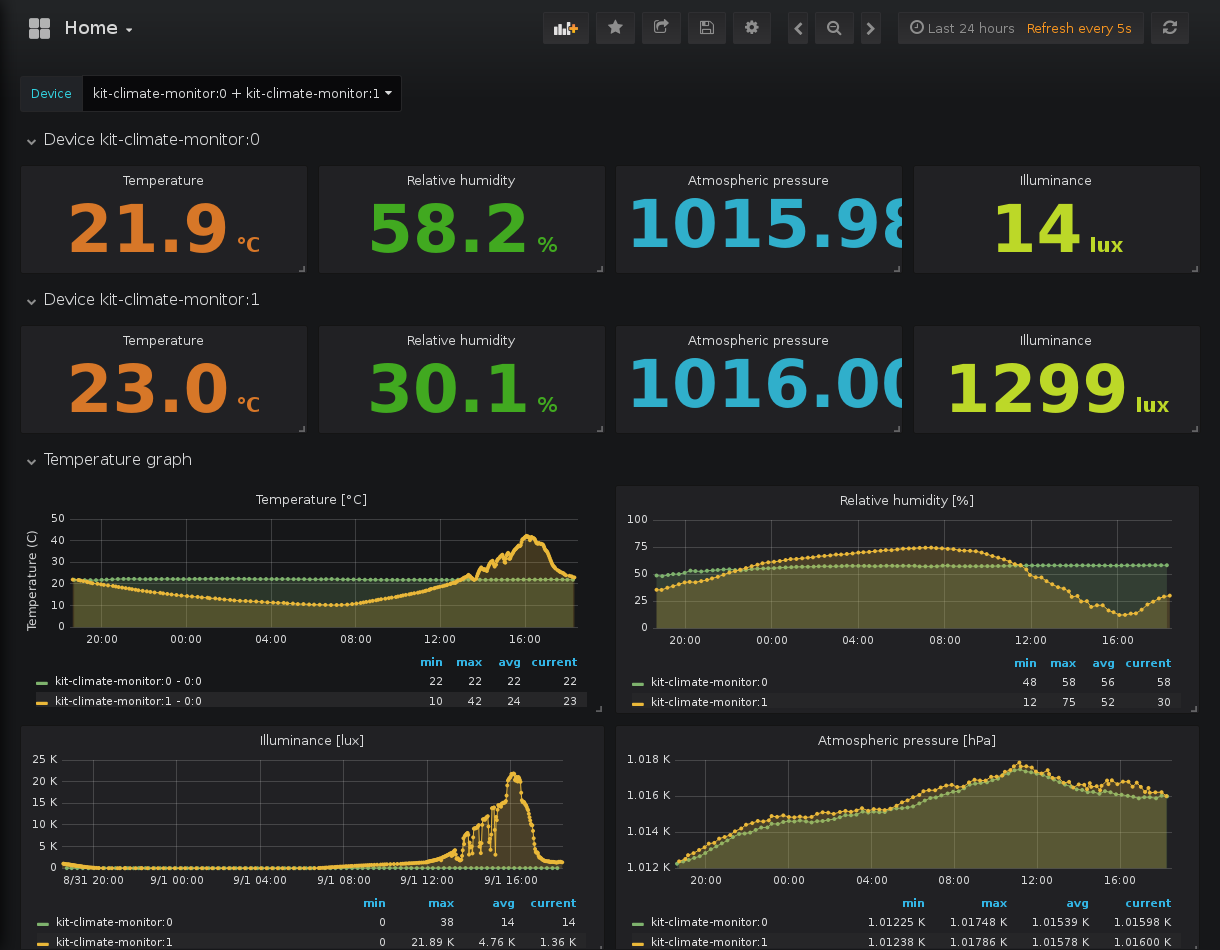 Home
Last 24 hours Refresh every 5s
Device kit-climate-monitor:0 + kit-climate-monitor:1
Device kit-climate-monitor:0
Temperature
21.9 °C
Relative humidity
58.2 %
Atmospheric pressure
1015.98
Illuminance
14 lux
Device kit-climate-monitor:1
Temperature
23.0 °C
Relative humidity
30.1 %
Atmospheric pressure
1016.00
Illuminance
1299 lux
Temperature graph
Temperature [°C]
Temperature (C)
50
40
30
20
10
0
20:00 00:00 04:00 08:00 12:00 16:00
min max avg current
kit-climate-monitor:0 - 0:0 22 22 22 22
kit-climate-monitor:1 - 0:0 10 42 24 23
Relative humidity [%]
100
75
50
25
0
20:00 00:00 04:00 08:00 12:00 16:00
min max avg current
kit-climate-monitor:0 48 58 56 58
kit-climate-monitor:1 12 75 52 30
Illuminance [lux]
25 K
20 K
15 K
10 K
5 K
0
8/31 20:00 9/1 00:00 9/1 04:00 9/1 08:00 9/1 12:00 9/1 16:00
min max avg current
kit-climate-monitor:0 0 38 14 14
kit-climate-monitor:1 0 21.89 K 4.76 K 1.36 K
Atmospheric pressure [hPa]
1.018 K
1.016 K
1.014 K
1.012 K
20:00 00:00 04:00 08:00 12:00 16:00
min max avg current
kit-climate-monitor:0 1.01225 K 1.01748 K 1.01539 K 1.01598 K
kit-climate-monitor:1 1.01238 K 1.01786 K 1.01578 K 1.01600 K